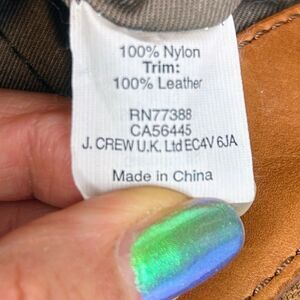 100% Nylon
Trim:
100% Leather
RN77388
CA56445
J. CREW U.K. Ltd EC4V 6JA
Made in China